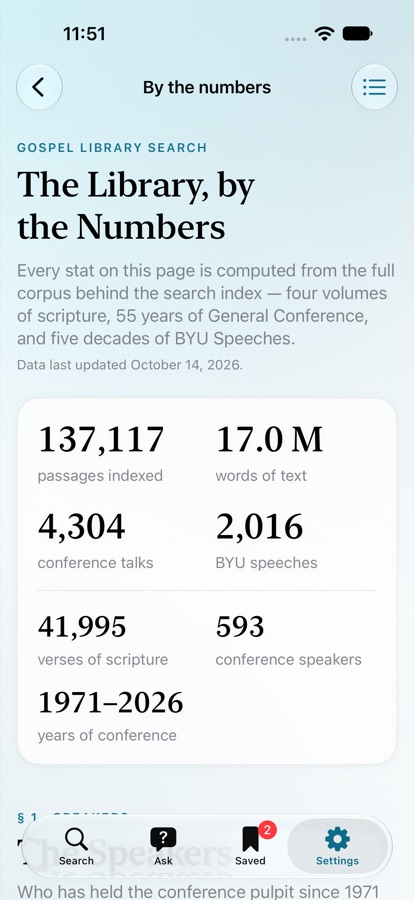 11:51
By the numbers
GOSPEL LIBRARY SEARCH
The Library, by
the Numbers
Every stat on this page is computed from the full
corpus behind the search index — four volumes
of scripture, 55 years of General Conference,
and five decades of BYU Speeches.
Data last updated October 14, 2026.
137,117 17.0 M
passages indexed words of text
4,304 2,016
conference talks BYU speeches
41,995 593
verses of scripture conference speakers
1971–2026
years of conference
§ 1 SPEAKERS
The Speakers
2
Search Ask Saved Settings
Who has held the conference pulpit since 1971